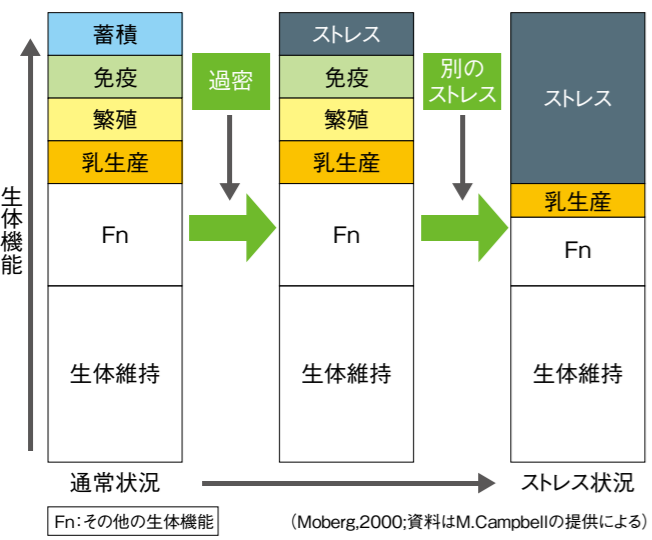 生体機能
蓄積
免疫
繁殖
乳生産
Fn
生体維持
通常状況
過密
ストレス
免疫
繁殖
乳生産
Fn
生体維持
別の
ストレス
ストレス
乳生産
Fn
生体維持
ストレス状況
Fn：その他の生体機能
（Moberg,2000;資料はM.Campbellの提供による）